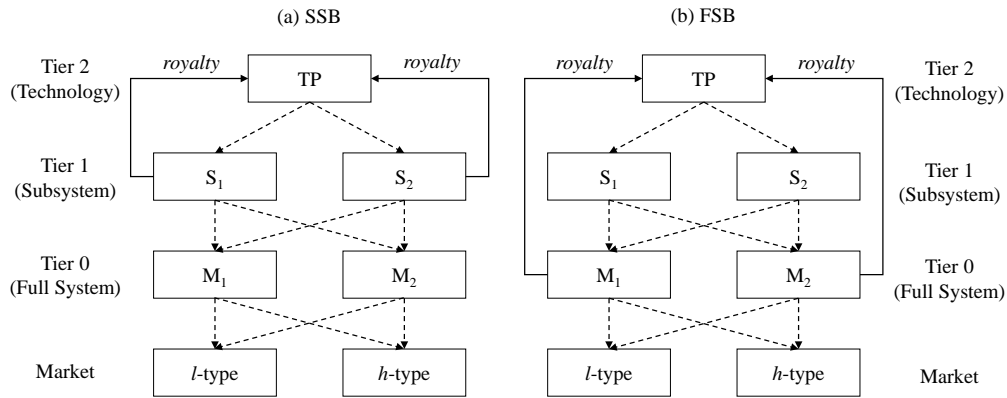 (a) SSB
(b) FSB
Tier 2
(Technology)
royalty
TP
royalty
royalty
TP
royalty
Tier 2
(Technology)
Tier 1
(Subsystem)
S1
S2
S1
S2
Tier 1
(Subsystem)
Tier 0
(Full System)
M1
M2
M1
M2
Tier 0
(Full System)
Market
l-type
h-type
l-type
h-type
Market